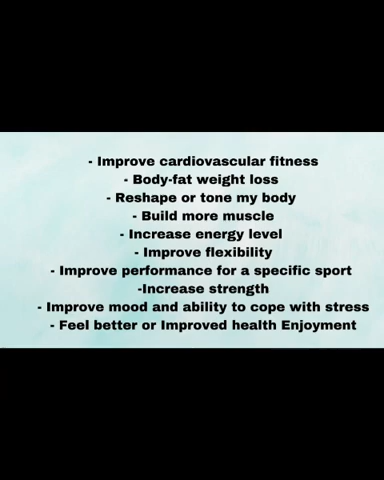 - Improve cardiovascular fitness
- Body-fat weight loss
- Reshape or tone my body
- Build more muscle
- Increase energy level
- Improve flexibility
- Improve performance for a specific sport
-Increase strength
- Improve mood and ability to cope with stress
- Feel better or Improved health Enjoyment